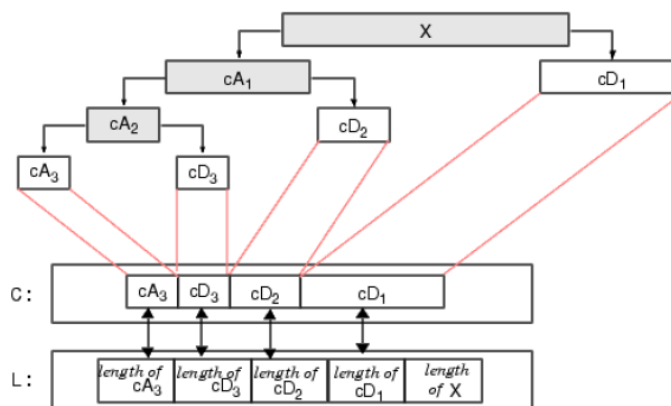 X
cA₁
cD₁
cA₂
cD₂
cA₃
cD₃
C:
cA₃ cD₃ cD₂ cD₁
L:
length of cA₃
length of cD₃
length of cD₂
length of cD₁
length of X